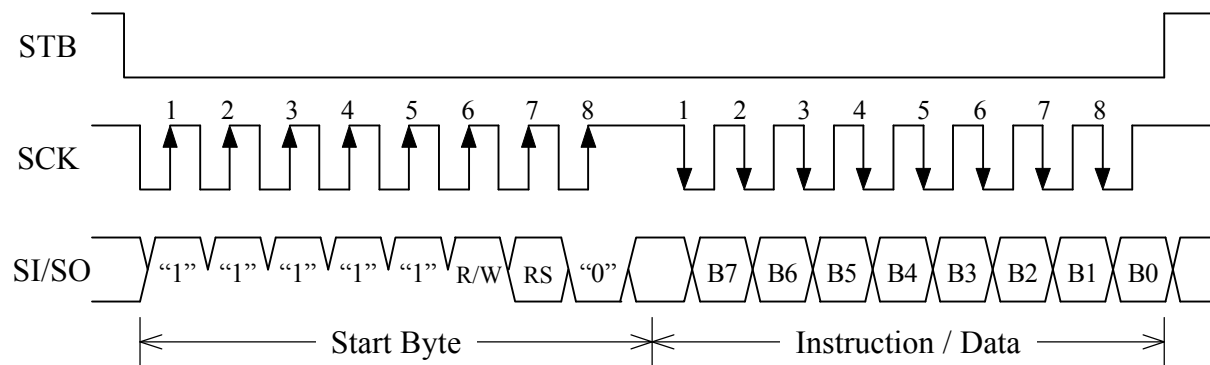 STB
1 2 3 4 5 6 7 8 1 2 3 4 5 6 7 8
SCK
SI/SO “1” “1” “1” “1” “1” R/W RS “0” B7 B6 B5 B4 B3 B2 B1 B0
Start Byte Instruction / Data